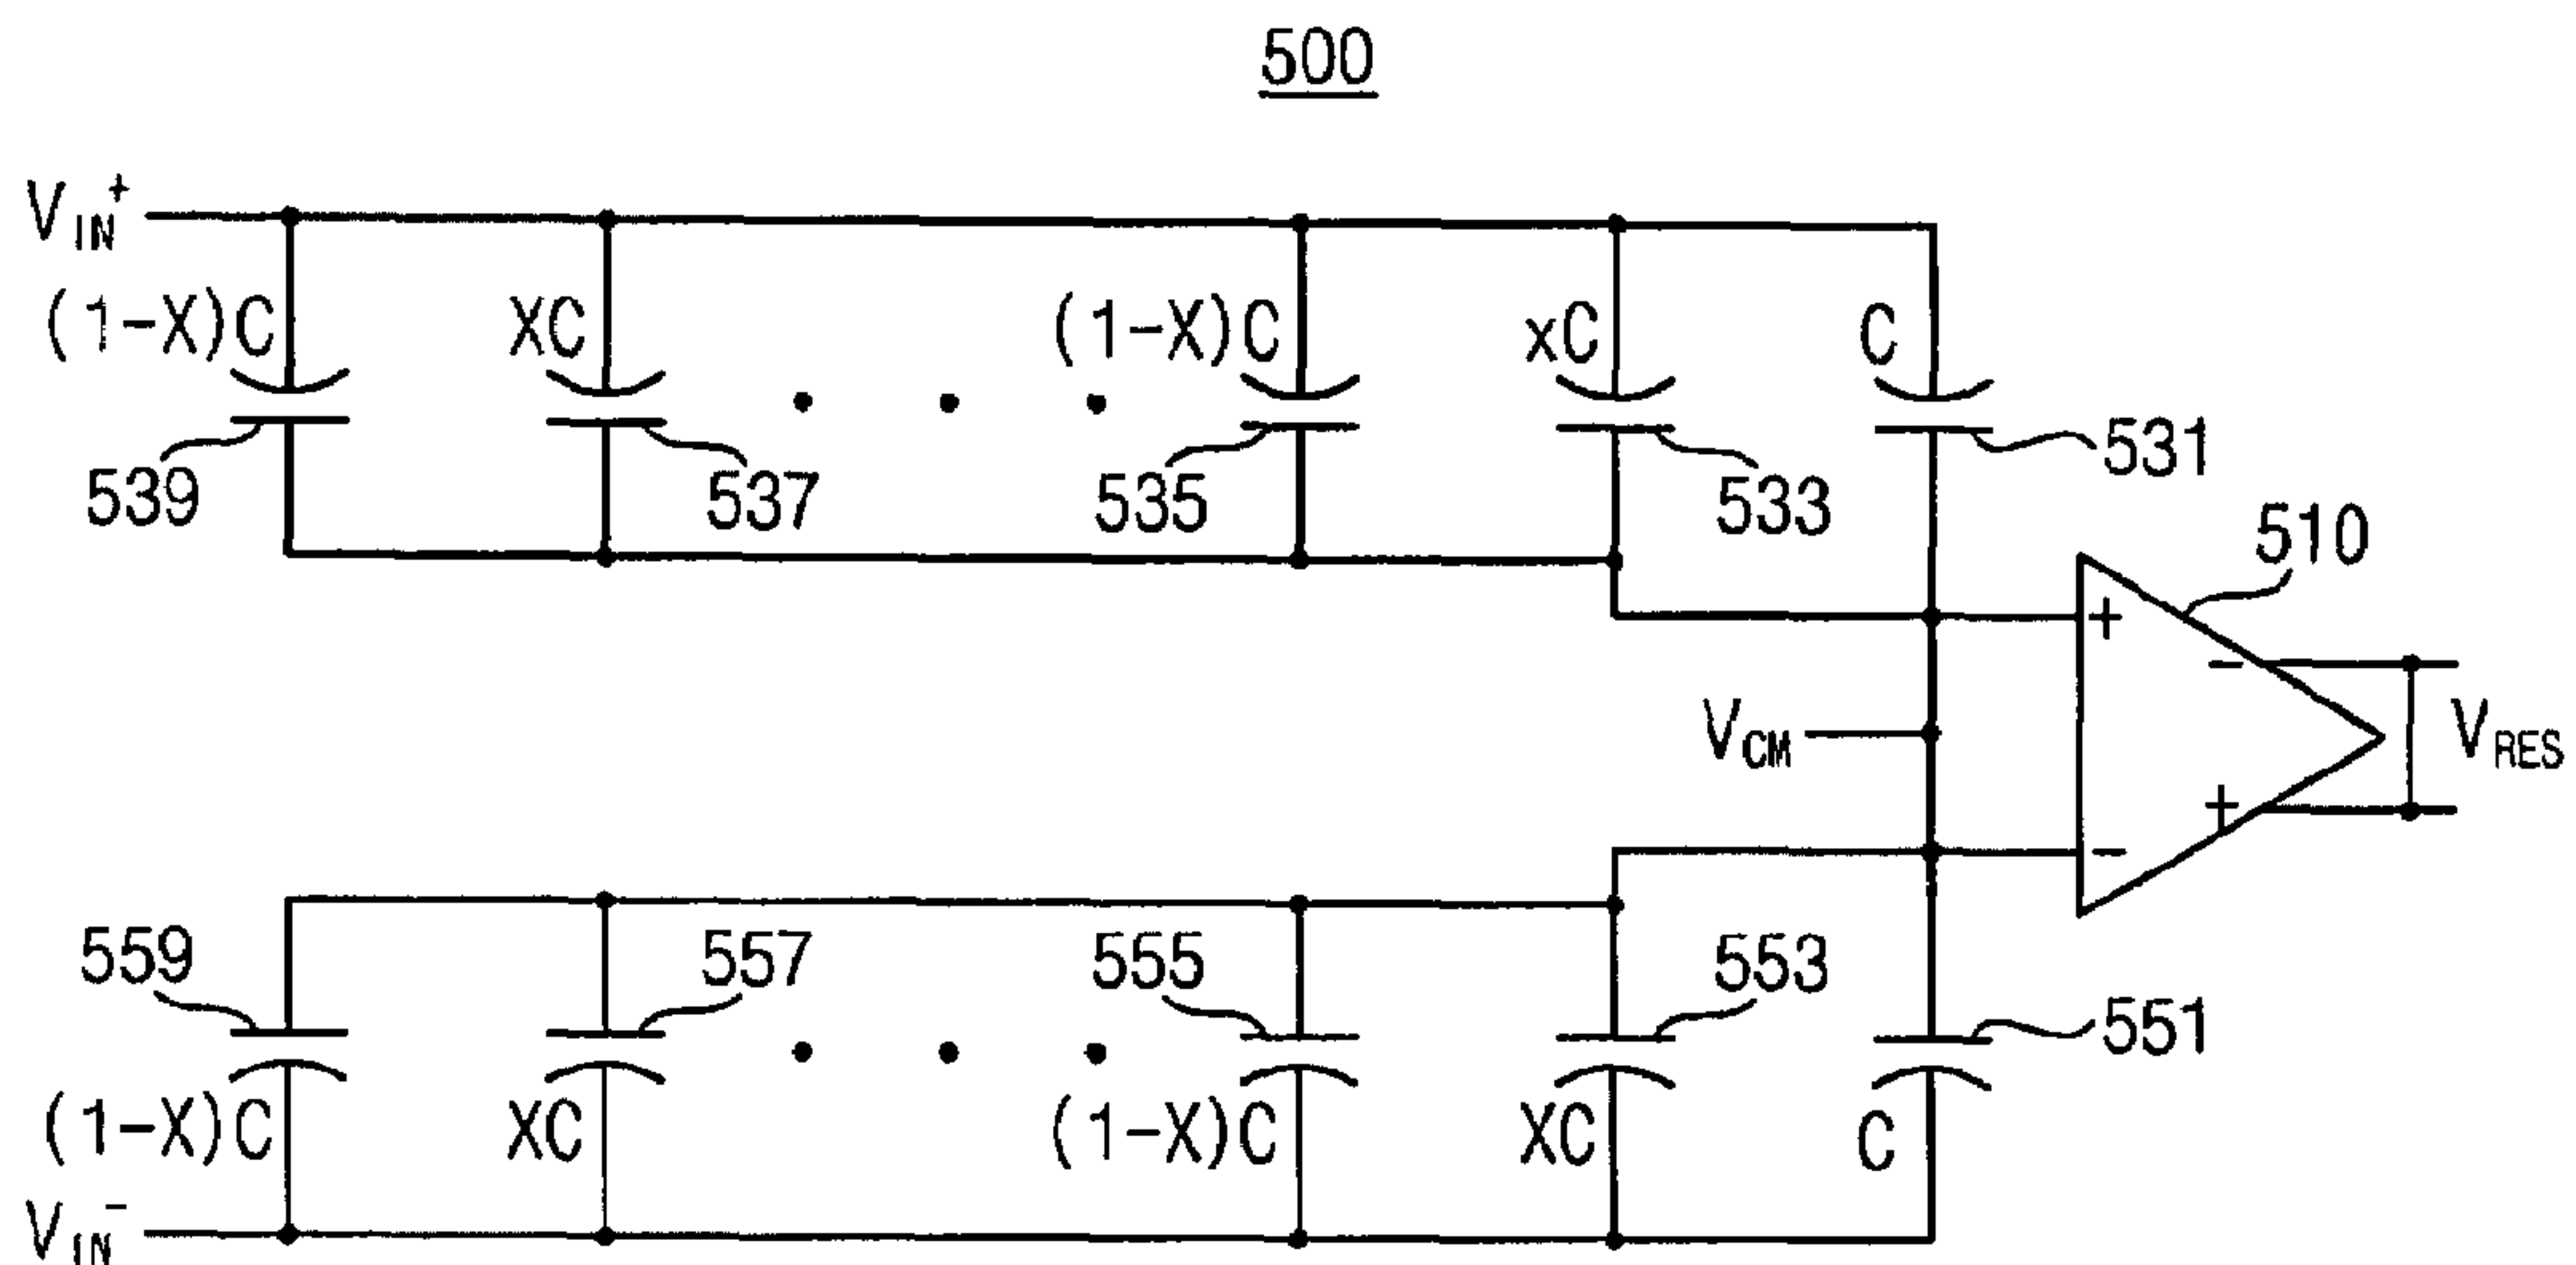 500
V_IN^+
(1-X)C XC (1-X)C xC C
539 537 535 533 531
510
+
-
V_CM V_RES
+
-
559 557 555 553 551
(1-X)C XC (1-X)C XC C
V_IN^-